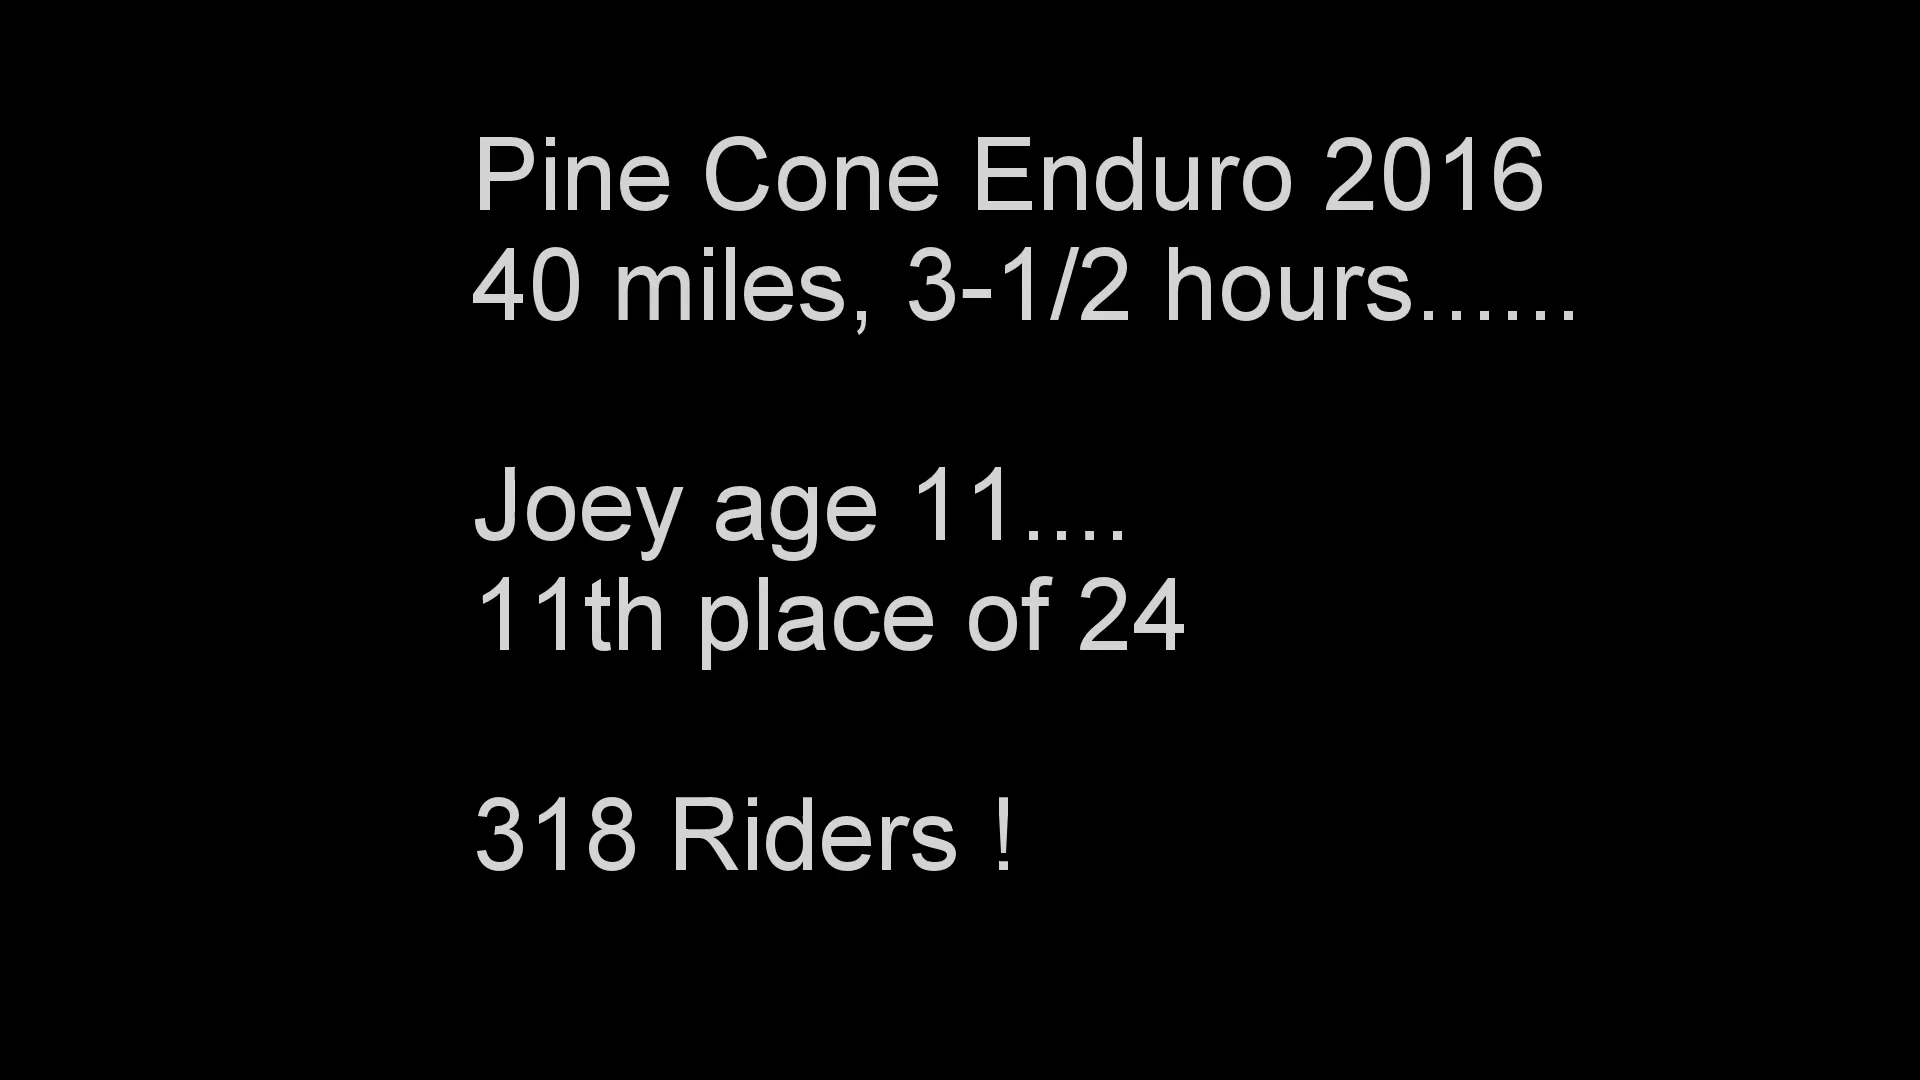 Pine Cone Enduro 2016
40 miles, 3-1/2 hours......
Joey age 11....
11th place of 24
318 Riders !